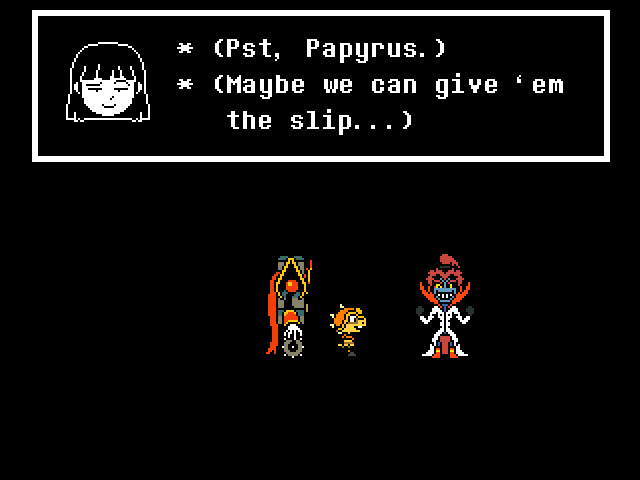 * (Pst, Papyrus.)
* (Maybe we can give ‘em
the slip...)